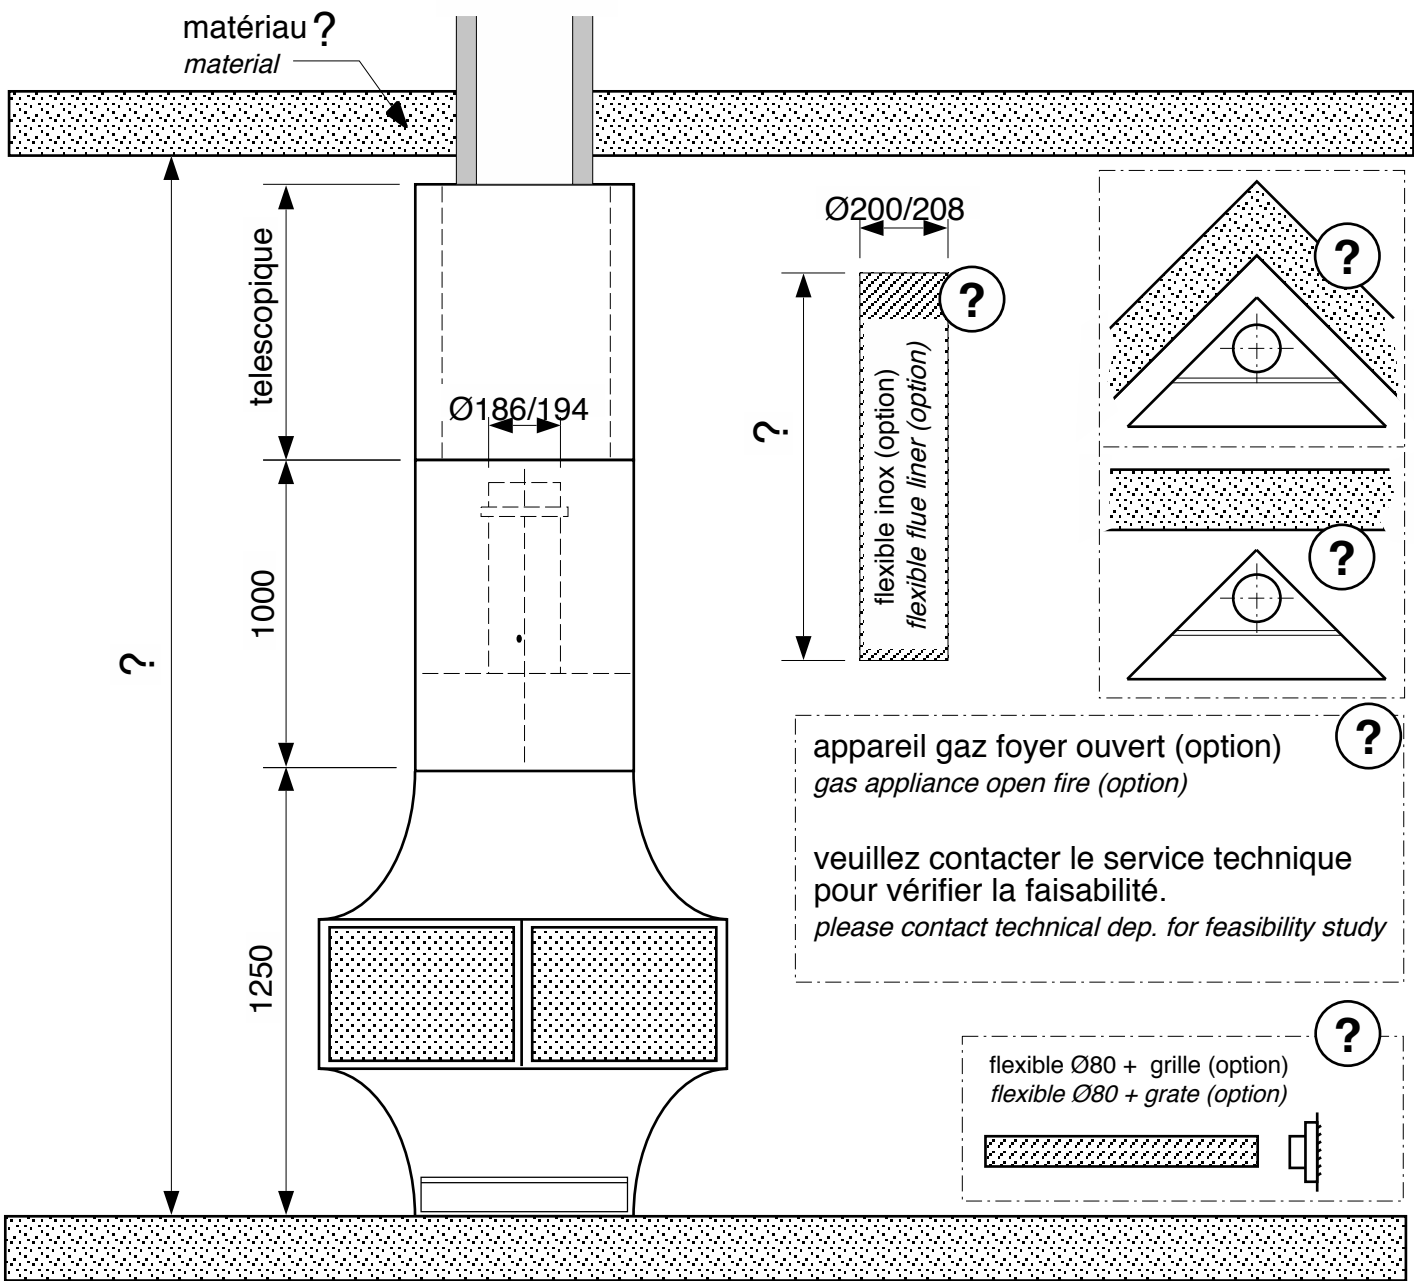 matériau ?
material
telescopique
Ø186/194
1000
?
1250
Ø200/208
?
?
flexible inox (option)
flexible flue liner (option)
?
?
?
appareil gaz foyer ouvert (option)
gas appliance open fire (option)
veuillez contacter le service technique
pour vérifier la faisabilité.
please contact technical dep. for feasibility study
?
flexible Ø80 + grille (option)
flexible Ø80 + grate (option)